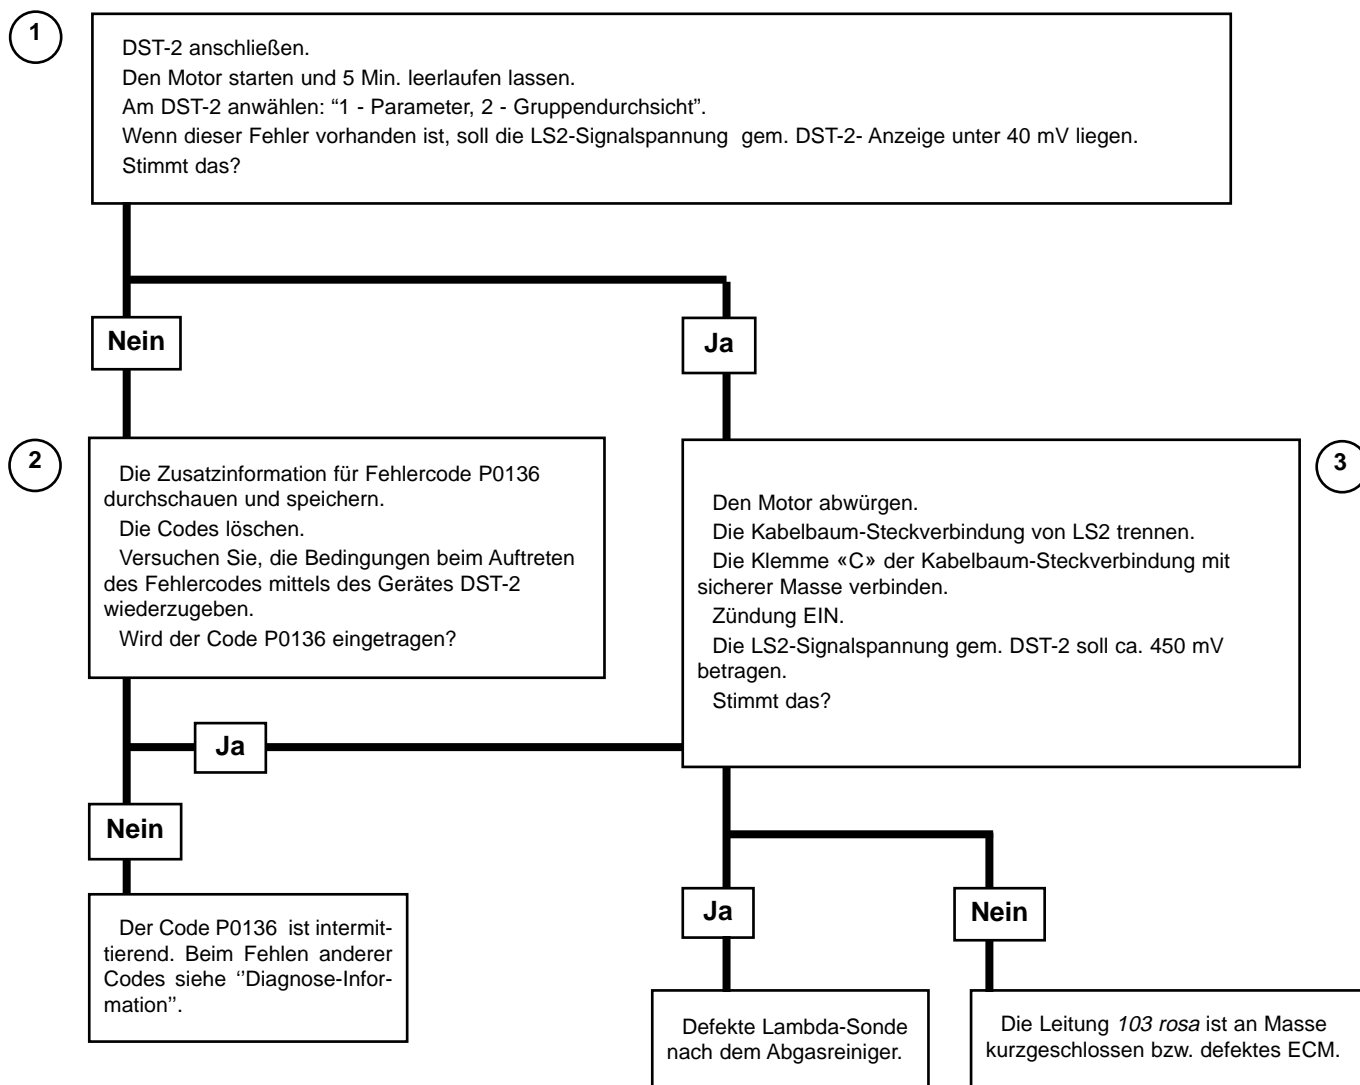 1
DST-2 anschließen.
Den Motor starten und 5 Min. leerlaufen lassen.
Am DST-2 anwählen: “1 - Parameter, 2 - Gruppendurchsicht”.
Wenn dieser Fehler vorhanden ist, soll die LS2-Signalspannung gem. DST-2- Anzeige unter 40 mV liegen.
Stimmt das?
Nein
Ja
2
Die Zusatzinformation für Fehlercode P0136
durchschauen und speichern.
Die Codes löschen.
Versuchen Sie, die Bedingungen beim Auftreten
des Fehlercodes mittels des Gerätes DST-2
wiederzugeben.
Wird der Code P0136 eingetragen?
3
Den Motor abwürgen.
Die Kabelbaum-Steckverbindung von LS2 trennen.
Die Klemme «C» der Kabelbaum-Steckverbindung mit
sicherer Masse verbinden.
Zündung EIN.
Die LS2-Signalspannung gem. DST-2 soll ca. 450 mV
betragen.
Stimmt das?
Ja
Nein
Der Code P0136 ist intermit-
tierend. Beim Fehlen anderer
Codes siehe ‘’Diagnose-Infor-
mation’’.
Ja
Nein
Defekte Lambda-Sonde
nach dem Abgasreiniger.
Die Leitung 103 rosa ist an Masse
kurzgeschlossen bzw. defektes ECM.